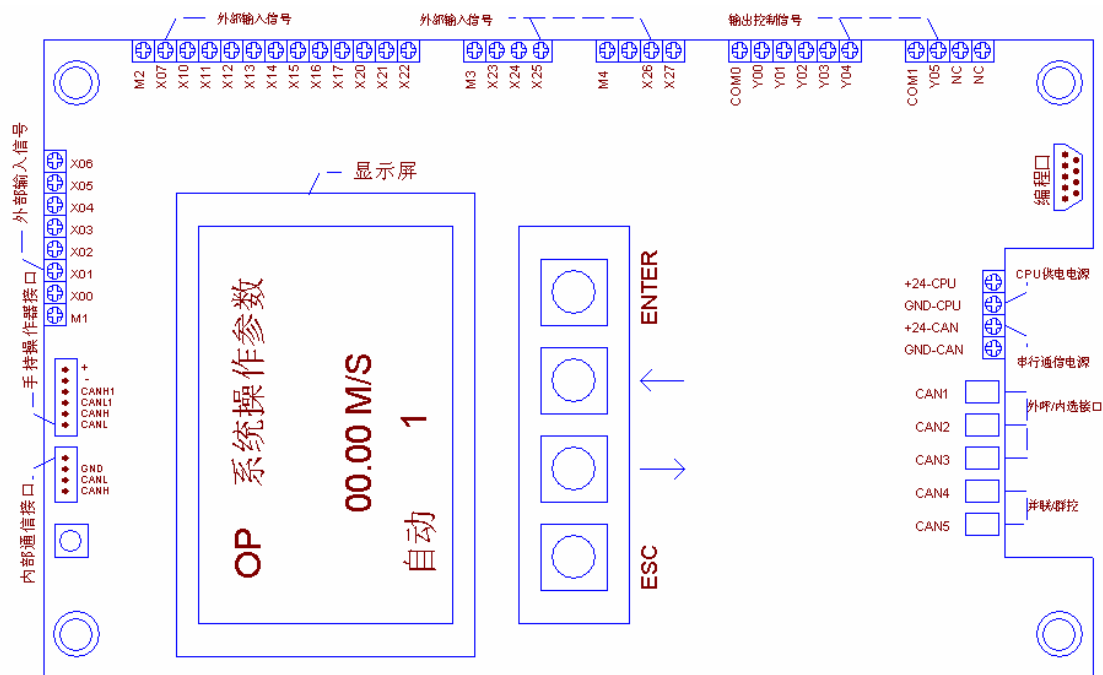 外部输入信号
外部输入信号
输出控制信号
M2 X07 X10 X11 X12 X13 X14 X15 X16 X17 X20 X21 X22
M3 X23 X24 X25
M4 X26 X27
COM0 Y00 Y01 Y02 Y03 Y04
COM1 Y05 NC NC
外部输入信号
X06
X05
X04
X03
X02
X01
X00
M1
手持操作器接口
+
-
CANH1
CANL1
CANH
CANL
内部通信接口
GND
CANL
CANH
显示屏
OP 系统操作参数
00.00 M/S
自动 1
ENTER
ESC
编程口
+24-CPU
GND-CPU
+24-CAN
GND-CAN
CPU供电电源
串行通信电源
CAN1
CAN2
CAN3
CAN4
CAN5
外呼/内选接口
并联/群控